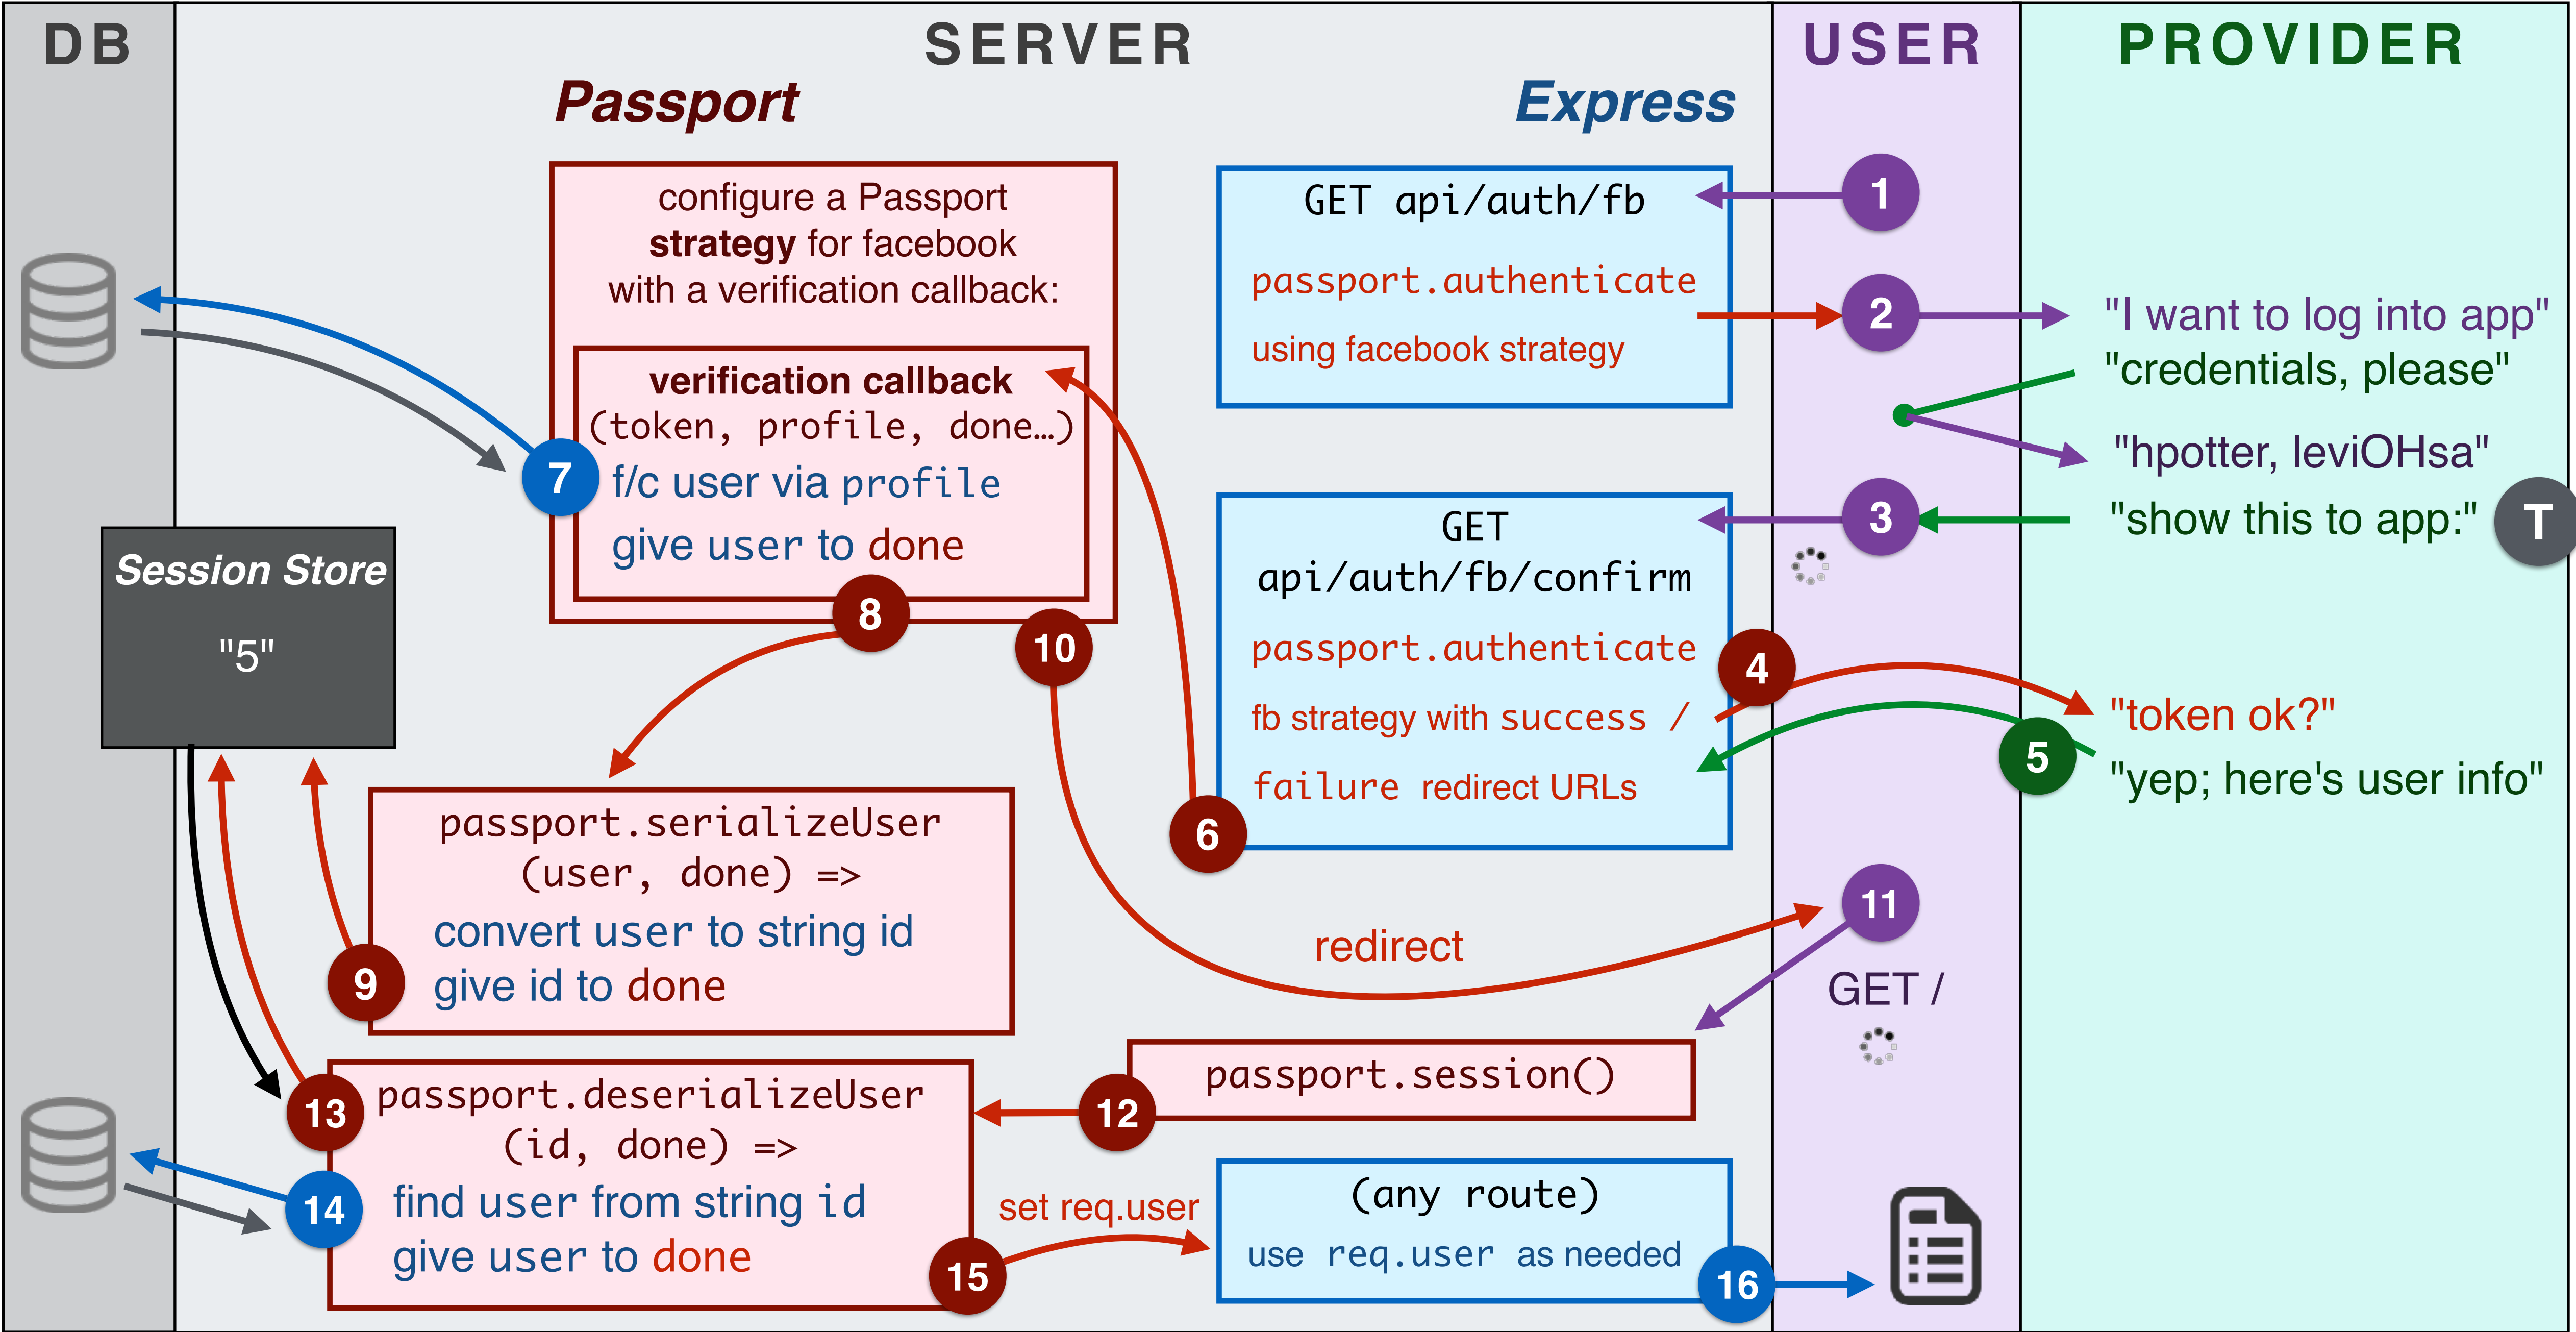 DB
SERVER
USER
PROVIDER
Passport
Express
configure a Passport
strategy for facebook
with a verification callback:
verification callback
(token, profile, done…)
7
f/c user via profile
give user to done
8
10
GET api/auth/fb
passport.authenticate
using facebook strategy
1
2
"I want to log into app"
"credentials, please"
"hpotter, leviOHsa"
3
"show this to app:"
T
GET
api/auth/fb/confirm
passport.authenticate
fb strategy with success /
failure redirect URLs
4
5
6
"token ok?"
"yep; here's user info"
Session Store
"5"
passport.serializeUser
(user, done) =>
convert user to string id
give id to done
9
redirect
11
GET /
passport.session()
12
13
passport.deserializeUser
(id, done) =>
14
find user from string id
give user to done
15
set req.user
(any route)
use req.user as needed
16